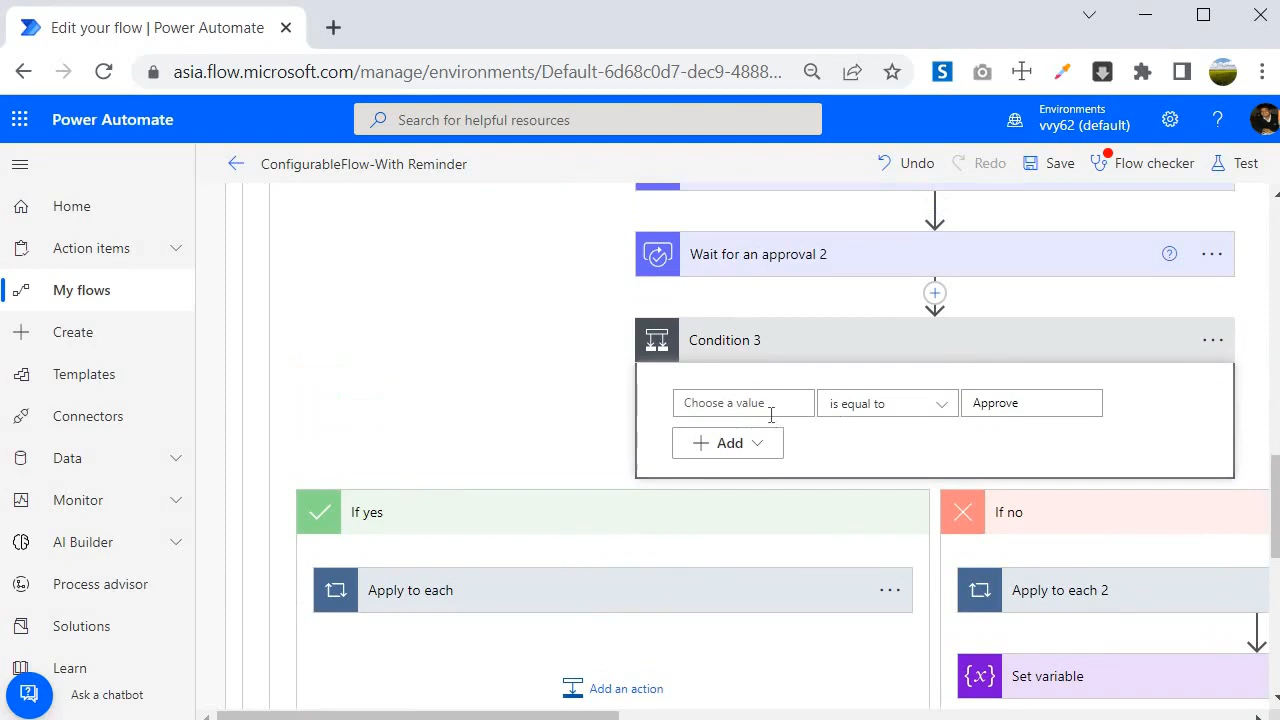 Edit your flow | Power Automate
asia.flow.microsoft.com/manage/environments/Default-6d68c0d7-dec9-488s...
S
Power Automate
Search for helpful resources
Environments
vvy62 (default)
?
ConfigurableFlow-With Reminder
Undo
Redo
Save
Flow checker
Test
Home
Action items
My flows
Create
Templates
Connectors
Data
Monitor
AI Builder
Process advisor
Solutions
Learn
Ask a chatbot
Wait for an approval 2
?
Condition 3
Choose a value
is equal to
Approve
Add
If yes
If no
Apply to each
Apply to each 2
{x}
Set variable
Add an action